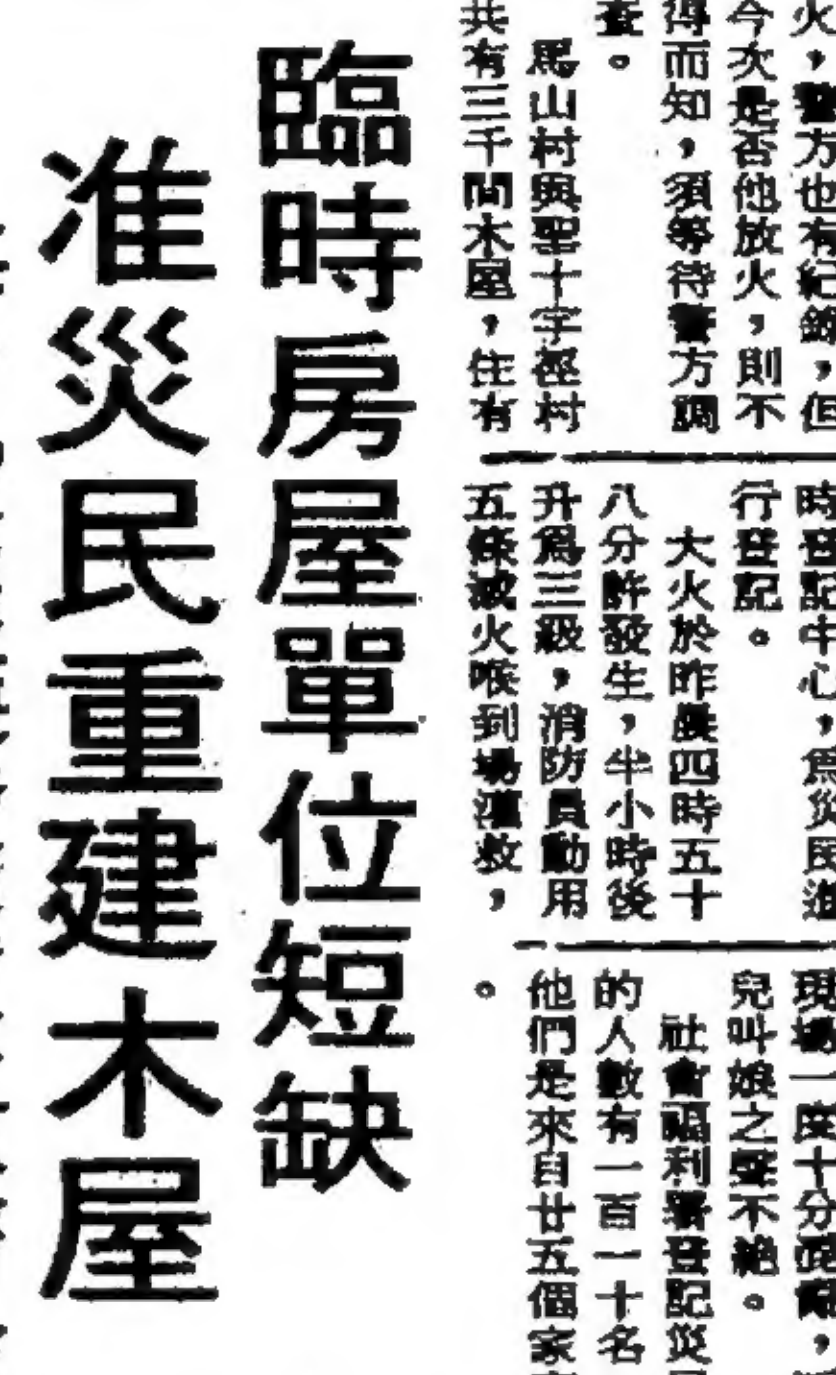 火，警方也有紀錄，但
今次是否他放火，則不
得而知，須等待警方調
查。
馬山村與聖十字徑村
共有三千間木屋，住有
時登記中心，為災民進
行登記。
大火於昨晨四時五十
八分許發生，半小時後
升為三級，消防員動用
五條滅火喉到場灌救，
現場一度十分混亂，
兒叫娘之聲不絕。
社會福利署登記災
的人數有一百一十名
他們是來自廿五個家
。
臨時房屋單位短缺
准災民重建木屋